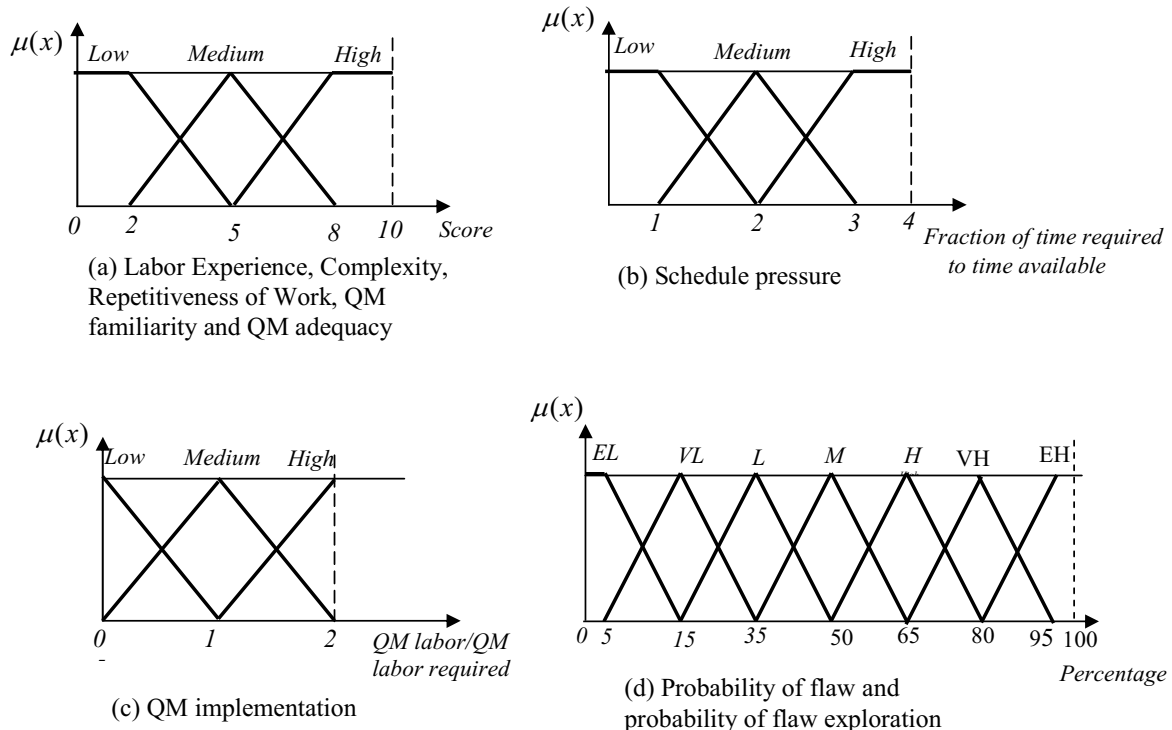 μ(x)
Low Medium High
0 2 5 8 10 Score
(a) Labor Experience, Complexity,
Repetitiveness of Work, QM
familiarity and QM adequacy
μ(x)
Low Medium High
1 2 3 4
Fraction of time required
to time available
(b) Schedule pressure
μ(x)
Low Medium High
0 1 2
QM labor/QM
labor required
(c) QM implementation
μ(x)
EL VL L M H VH EH
0 5 15 35 50 65 80 95 100
Percentage
(d) Probability of flaw and
probability of flaw exploration